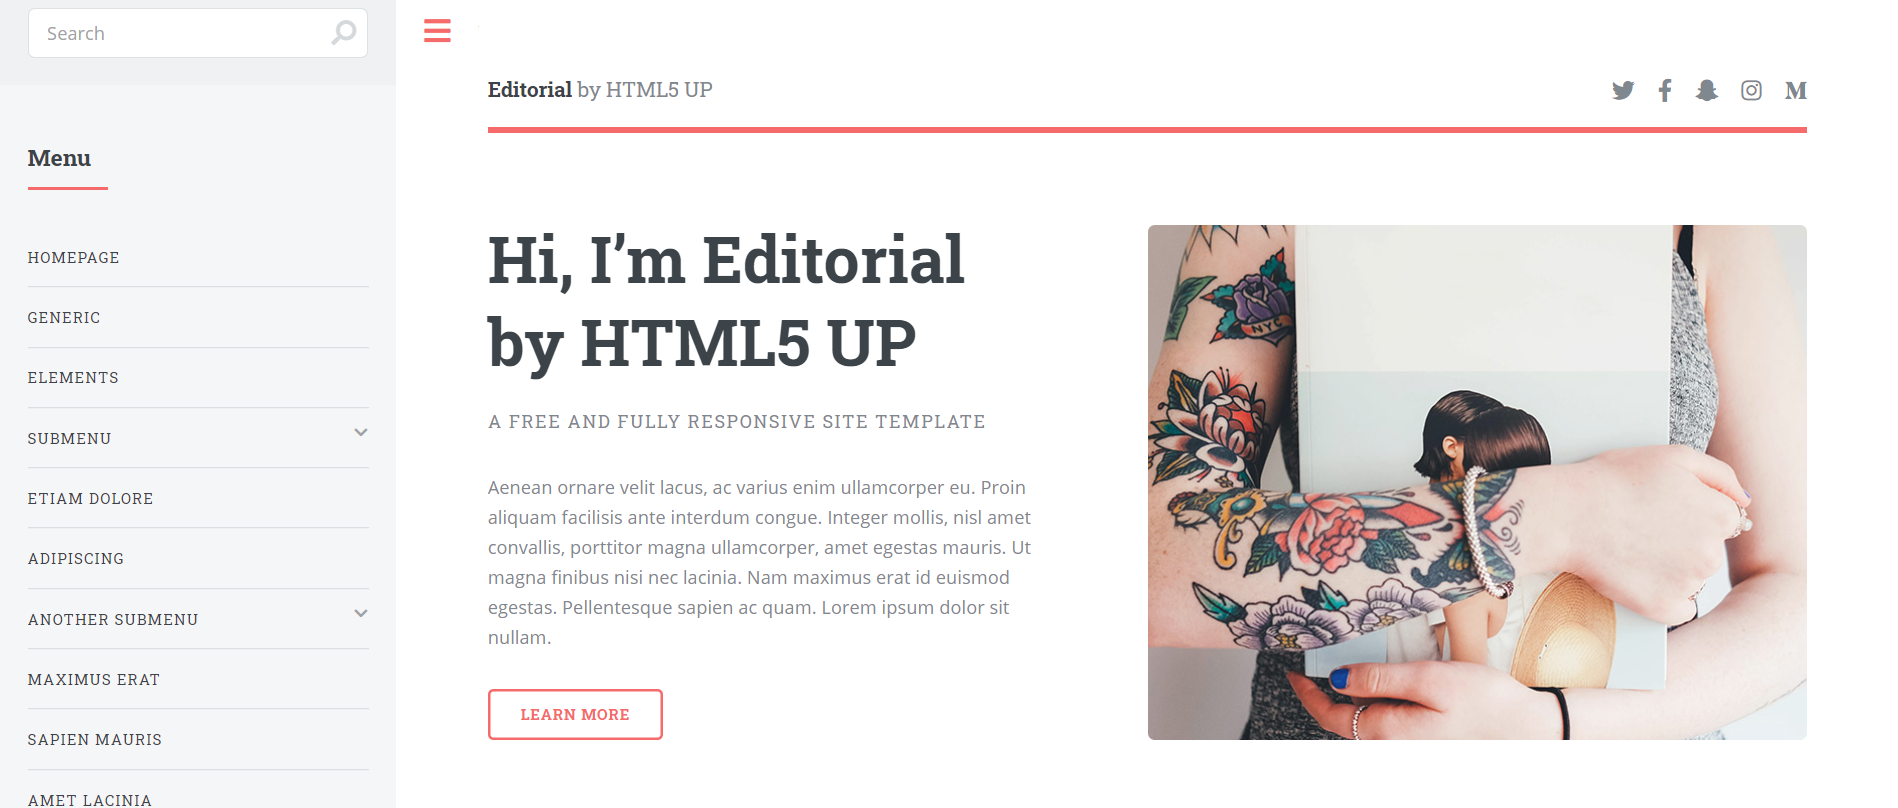 Search
Menu
HOMEPAGE
GENERIC
ELEMENTS
SUBMENU
ETIAM DOLORE
ADIPISCING
ANOTHER SUBMENU
MAXIMUS ERAT
SAPIEN MAURIS
AMET LACINIA
Editorial by HTML5 UP
Hi, I’m Editorial
by HTML5 UP
A FREE AND FULLY RESPONSIVE SITE TEMPLATE
Aenean ornare velit lacus, ac varius enim ullamcorper eu. Proin
aliquam facilisis ante interdum congue. Integer mollis, nisl amet
convallis, porttitor magna ullamcorper, amet egestas mauris. Ut
magna finibus nisi nec lacinia. Nam maximus erat id euismod
egestas. Pellentesque sapien ac quam. Lorem ipsum dolor sit
nullam.
LEARN MORE
NYC